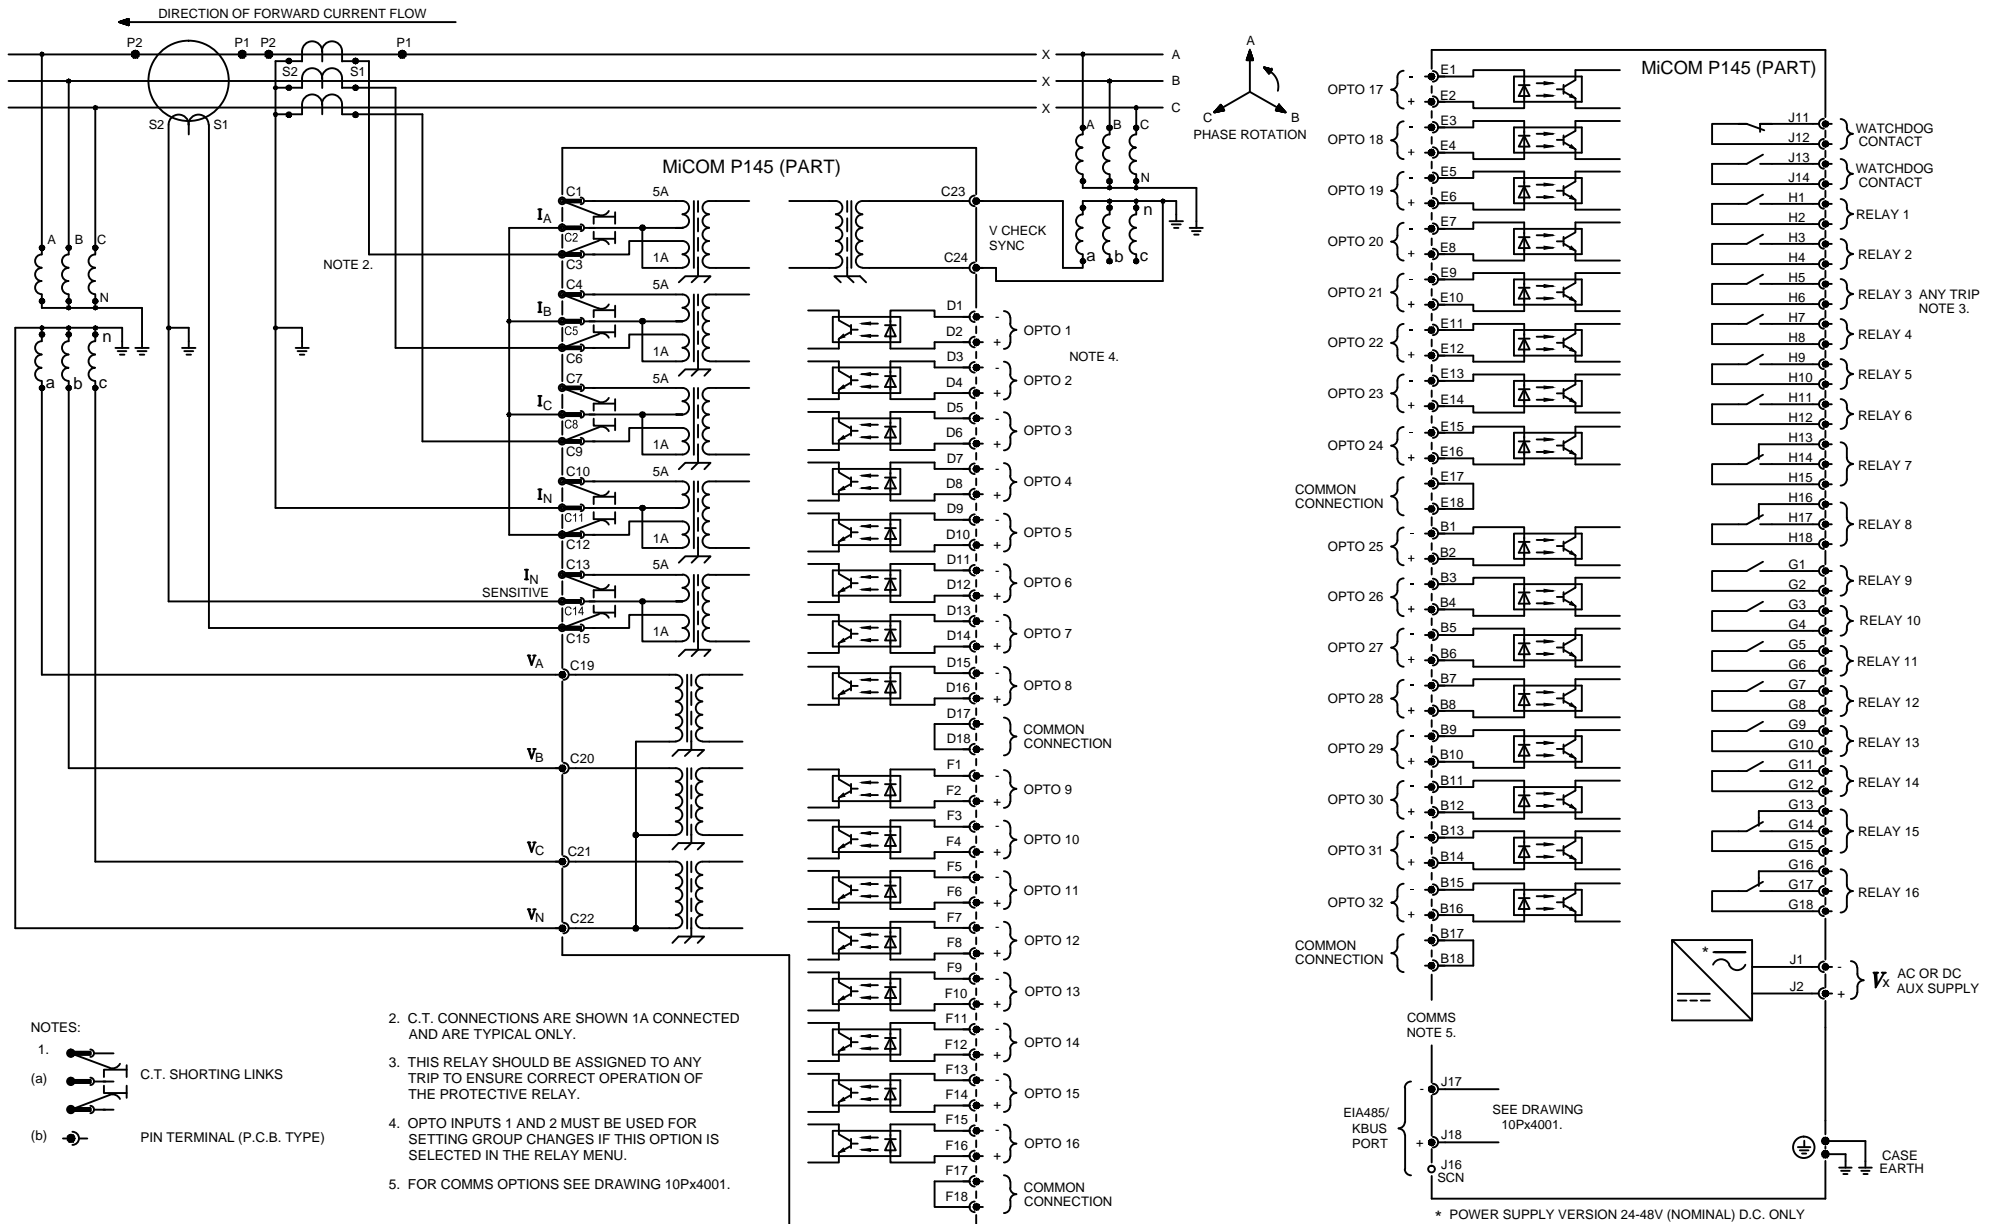 DIRECTION OF FORWARD CURRENT FLOW
P2
P1
P2
P1
S2
S1
S2
S1
X
A
X
B
X
C
A
B
C
N
n
a
b
c
A
B
C
N
n
a
b
c
A
C
B
PHASE ROTATION
MiCOM P145 (PART)
NOTE 2.
C1
5A
IA
C2
C3
1A
C4
5A
IB
C5
C6
1A
C7
5A
IC
C8
C9
1A
C10
5A
IN
C11
C12
1A
C13
5A
IN
SENSITIVE
C14
C15
1A
VA
C19
VB
C20
VC
C21
VN
C22
C23
V CHECK
SYNC
C24
D1
-
D2
+
OPTO 1
NOTE 4.
D3
-
D4
+
OPTO 2
D5
-
D6
+
OPTO 3
D7
-
D8
+
OPTO 4
D9
-
D10
+
OPTO 5
D11
-
D12
+
OPTO 6
D13
-
D14
+
OPTO 7
D15
-
D16
+
OPTO 8
D17
D18
COMMON
CONNECTION
F1
-
F2
+
OPTO 9
F3
-
F4
+
OPTO 10
F5
-
F6
+
OPTO 11
F7
-
F8
+
OPTO 12
F9
-
F10
+
OPTO 13
F11
-
F12
+
OPTO 14
F13
-
F14
+
OPTO 15
F15
-
F16
+
OPTO 16
F17
F18
COMMON
CONNECTION
MiCOM P145 (PART)
OPTO 17
-
E1
+
E2
OPTO 18
-
E3
+
E4
OPTO 19
-
E5
+
E6
OPTO 20
-
E7
+
E8
OPTO 21
-
E9
+
E10
OPTO 22
-
E11
+
E12
OPTO 23
-
E13
+
E14
OPTO 24
-
E15
+
E16
COMMON
CONNECTION
E17
E18
OPTO 25
-
B1
+
B2
OPTO 26
-
B3
+
B4
OPTO 27
-
B5
+
B6
OPTO 28
-
B7
+
B8
OPTO 29
-
B9
+
B10
OPTO 30
-
B11
+
B12
OPTO 31
-
B13
+
B14
OPTO 32
-
B15
+
B16
COMMON
CONNECTION
B17
B18
COMMS
NOTE 5.
EIA485/
KBUS
PORT
-
J17
+
J18
J16
SCN
SEE DRAWING
10Px4001.
J11
J12
WATCHDOG
CONTACT
J13
J14
WATCHDOG
CONTACT
H1
H2
RELAY 1
H3
H4
RELAY 2
H5
H6
RELAY 3 ANY TRIP
NOTE 3.
H7
H8
RELAY 4
H9
H10
RELAY 5
H11
H12
RELAY 6
H13
H14
H15
RELAY 7
H16
H17
H18
RELAY 8
G1
G2
RELAY 9
G3
G4
RELAY 10
G5
G6
RELAY 11
G7
G8
RELAY 12
G9
G10
RELAY 13
G11
G12
RELAY 14
G13
G14
G15
RELAY 15
G16
G17
G18
RELAY 16
*
J1
-
J2
+
Vx
AC OR DC
AUX SUPPLY
CASE
EARTH
* POWER SUPPLY VERSION 24-48V (NOMINAL) D.C. ONLY
NOTES:
1.
(a)
C.T. SHORTING LINKS
(b)
PIN TERMINAL (P.C.B. TYPE)
2. C.T. CONNECTIONS ARE SHOWN 1A CONNECTED
AND ARE TYPICAL ONLY.
3. THIS RELAY SHOULD BE ASSIGNED TO ANY
TRIP TO ENSURE CORRECT OPERATION OF
THE PROTECTIVE RELAY.
4. OPTO INPUTS 1 AND 2 MUST BE USED FOR
SETTING GROUP CHANGES IF THIS OPTION IS
SELECTED IN THE RELAY MENU.
5. FOR COMMS OPTIONS SEE DRAWING 10Px4001.